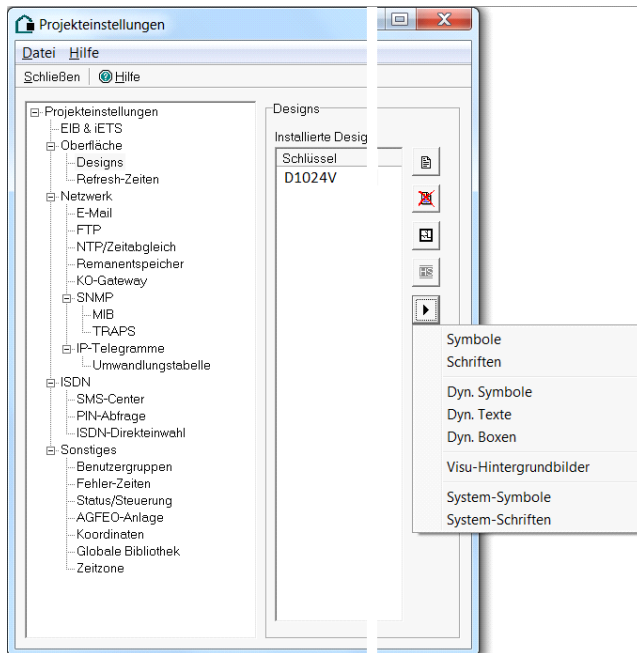 Projekteinstellungen
Datei Hilfe
Schließen Hilfe
Projekteinstellungen
EIB & iETS
Oberfläche
Designs
Refresh-Zeiten
Netzwerk
E-Mail
FTP
NTP/Zeitabgleich
Remanentspeicher
KO-Gateway
SNMP
MIB
TRAPS
IP-Telegramme
Umwandlungstabelle
ISDN
SMS-Center
PIN-Abfrage
ISDN-Direkteinwahl
Sonstiges
Benutzergruppen
Fehler-Zeiten
Status/Steuerung
AGFEO-Anlage
Koordinaten
Globale Bibliothek
Zeitzone
Designs
Installierte Desig
Schlüssel
D1024V
HS
Symbole
Schriften
Dyn. Symbole
Dyn. Texte
Dyn. Boxen
Visu-Hintergrundbilder
System-Symbole
System-Schriften